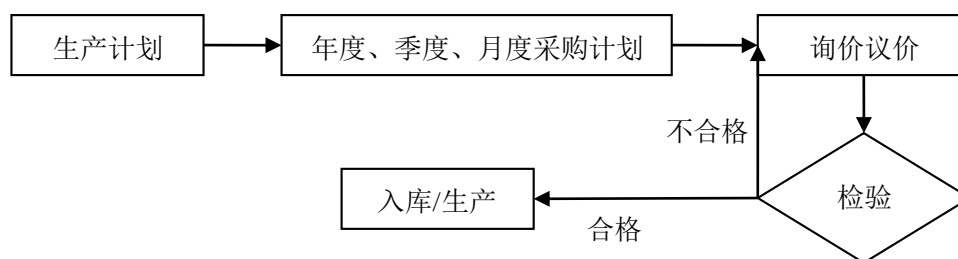 生产计划
年度、季度、月度采购计划
询价议价
不合格
入库/生产
检验
合格